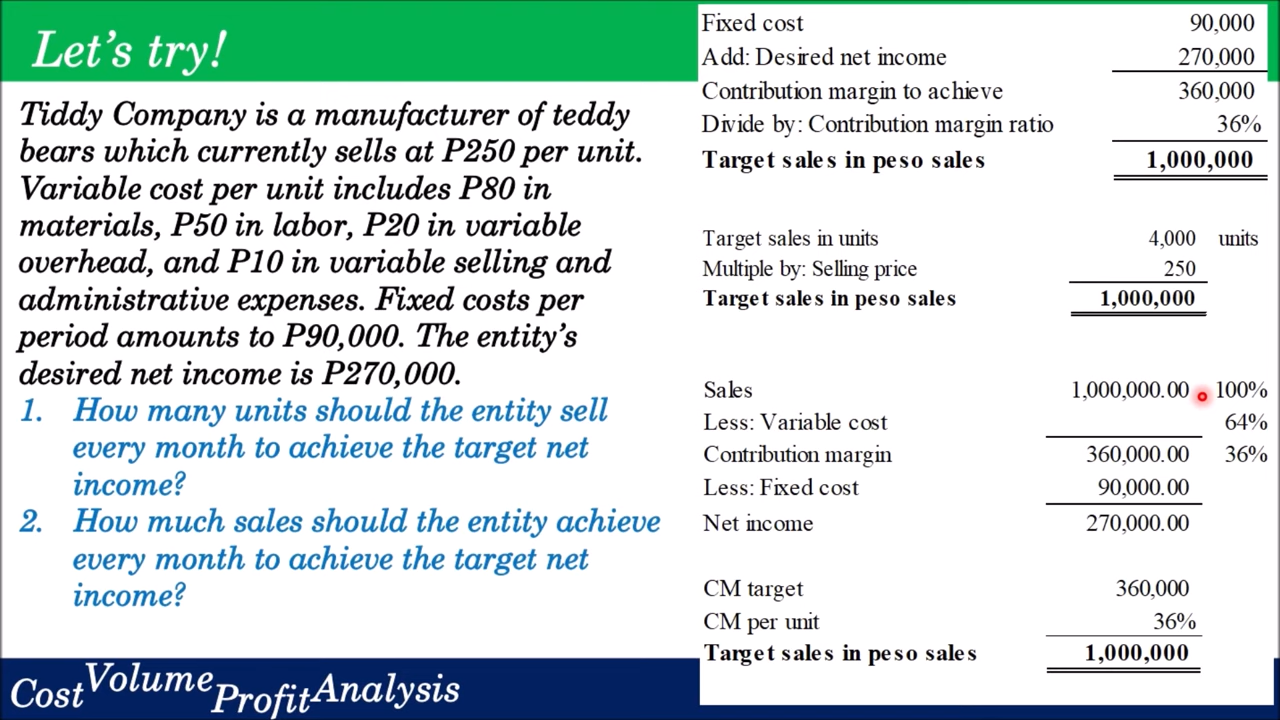 Let's try!
Tiddy Company is a manufacturer of teddy
bears which currently sells at P250 per unit.
Variable cost per unit includes P80 in
materials, P50 in labor, P20 in variable
overhead, and P10 in variable selling and
administrative expenses. Fixed costs per
period amounts to P90,000. The entity's
desired net income is P270,000.
1. How many units should the entity sell
every month to achieve the target net
income?
2. How much sales should the entity achieve
every month to achieve the target net
income?
Cost Volume Profit Analysis
Fixed cost 90,000
Add: Desired net income 270,000
Contribution margin to achieve 360,000
Divide by: Contribution margin ratio 36%
Target sales in peso sales 1,000,000
Target sales in units 4,000 units
Multiple by: Selling price 250
Target sales in peso sales 1,000,000
Sales 1,000,000.00 100%
Less: Variable cost 64%
Contribution margin 360,000.00 36%
Less: Fixed cost 90,000.00
Net income 270,000.00
CM target 360,000
CM per unit 36%
Target sales in peso sales 1,000,000